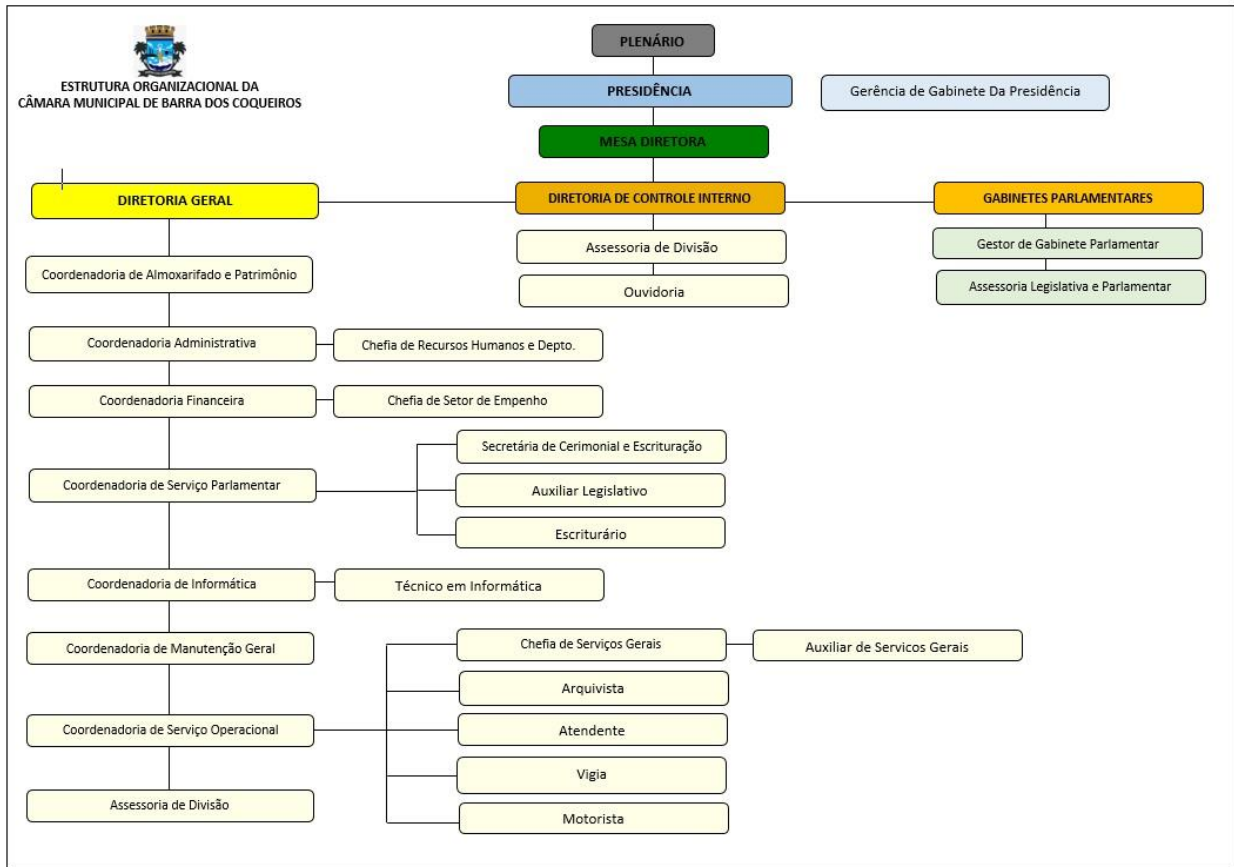 ESTRUTURA ORGANIZACIONAL DA
CÂMARA MUNICIPAL DE BARRA DOS COQUEIROS
PLENÁRIO
PRESIDÊNCIA
Gerência de Gabinete Da Presidência
MESA DIRETORA
DIRETORIA GERAL
DIRETORIA DE CONTROLE INTERNO
GABINETES PARLAMENTARES
Assessoria de Divisão
Gestor de Gabinete Parlamentar
Coordenadoria de Almoxarifado e Patrimônio
Ouvidoria
Assessoria Legislativa e Parlamentar
Coordenadoria Administrativa
Chefia de Recursos Humanos e Depto.
Coordenadoria Financeira
Chefia de Setor de Empenho
Secretária de Cerimonial e Escrituração
Coordenadoria de Serviço Parlamentar
Auxiliar Legislativo
Escriturário
Coordenadoria de Informática
Técnico em Informática
Coordenadoria de Manutenção Geral
Chefia de Serviços Gerais
Auxiliar de Servicos Gerais
Arquivista
Coordenadoria de Serviço Operacional
Atendente
Vigia
Assessoria de Divisão
Motorista